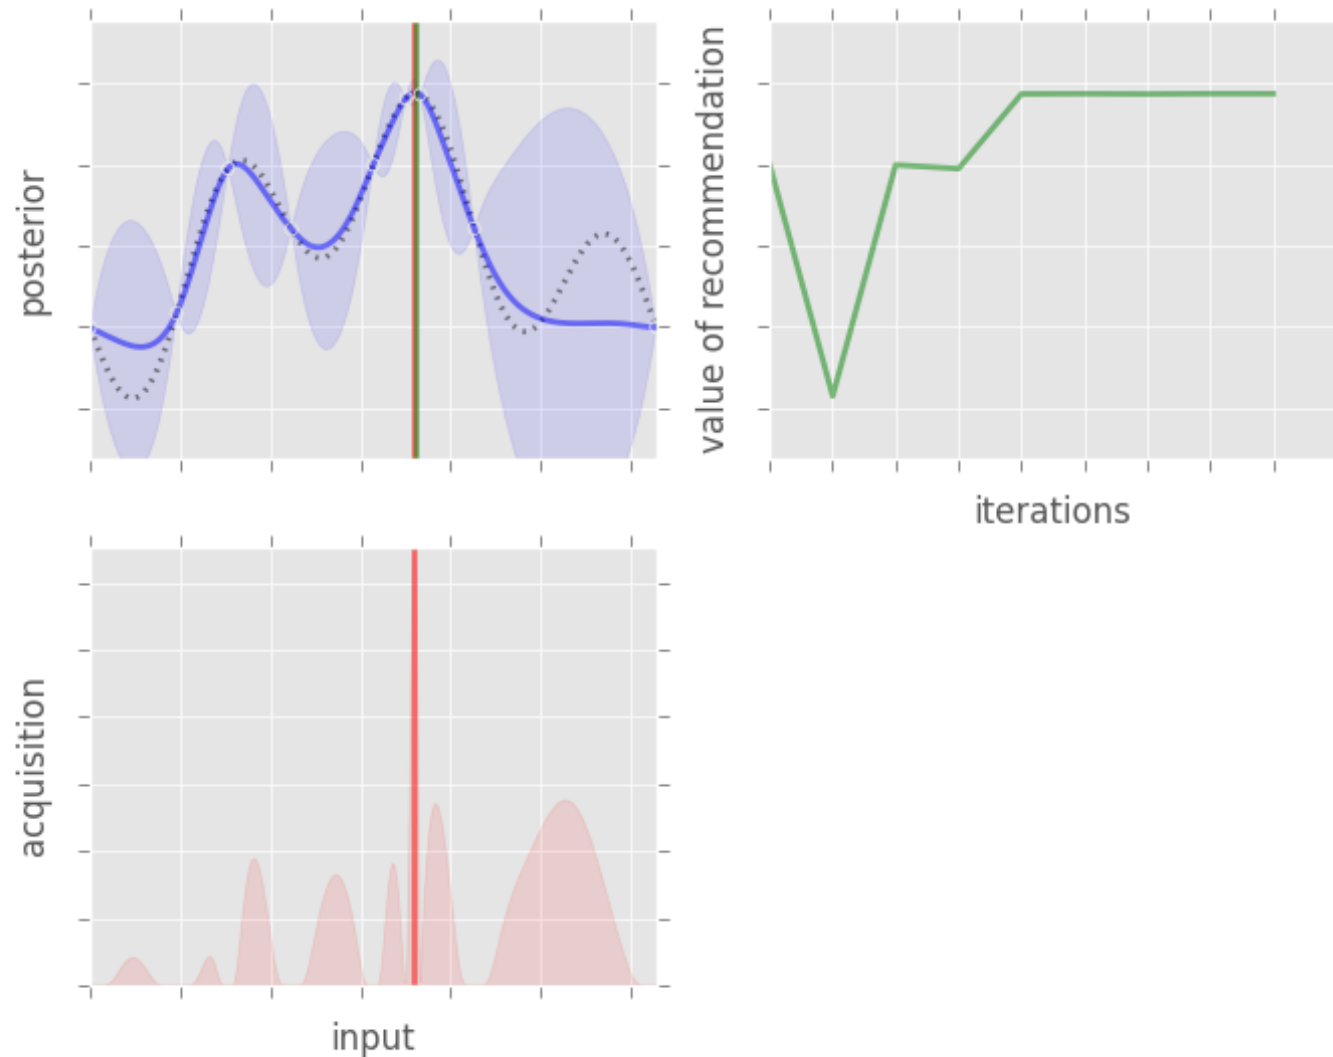 posterior
value of recommendation
iterations
acquisition
input